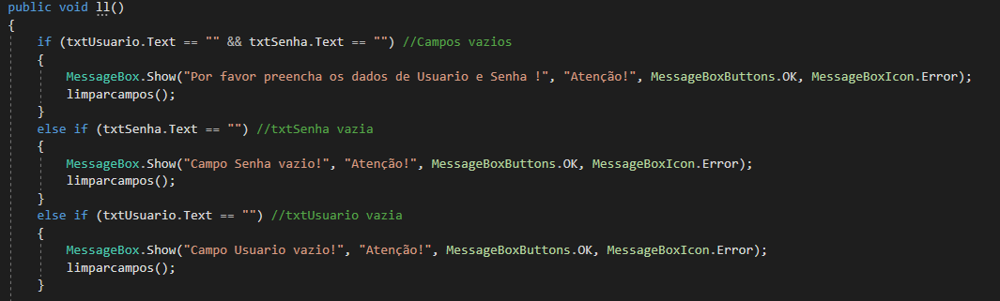 public void ll()
{
if (txtUsuario.Text == "" && txtSenha.Text == "") //Campos vazios
{
MessageBox.Show("Por favor preencha os dados de Usuario e Senha !", "Atenção!", MessageBoxButtons.OK, MessageBoxIcon.Error);
limparcampos();
}
else if (txtSenha.Text == "") //txtSenha vazia
{
MessageBox.Show("Campo Senha vazio!", "Atenção!", MessageBoxButtons.OK, MessageBoxIcon.Error);
limparcampos();
}
else if (txtUsuario.Text == "") //txtUsuario vazia
{
MessageBox.Show("Campo Usuario vazio!", "Atenção!", MessageBoxButtons.OK, MessageBoxIcon.Error);
limparcampos();
}